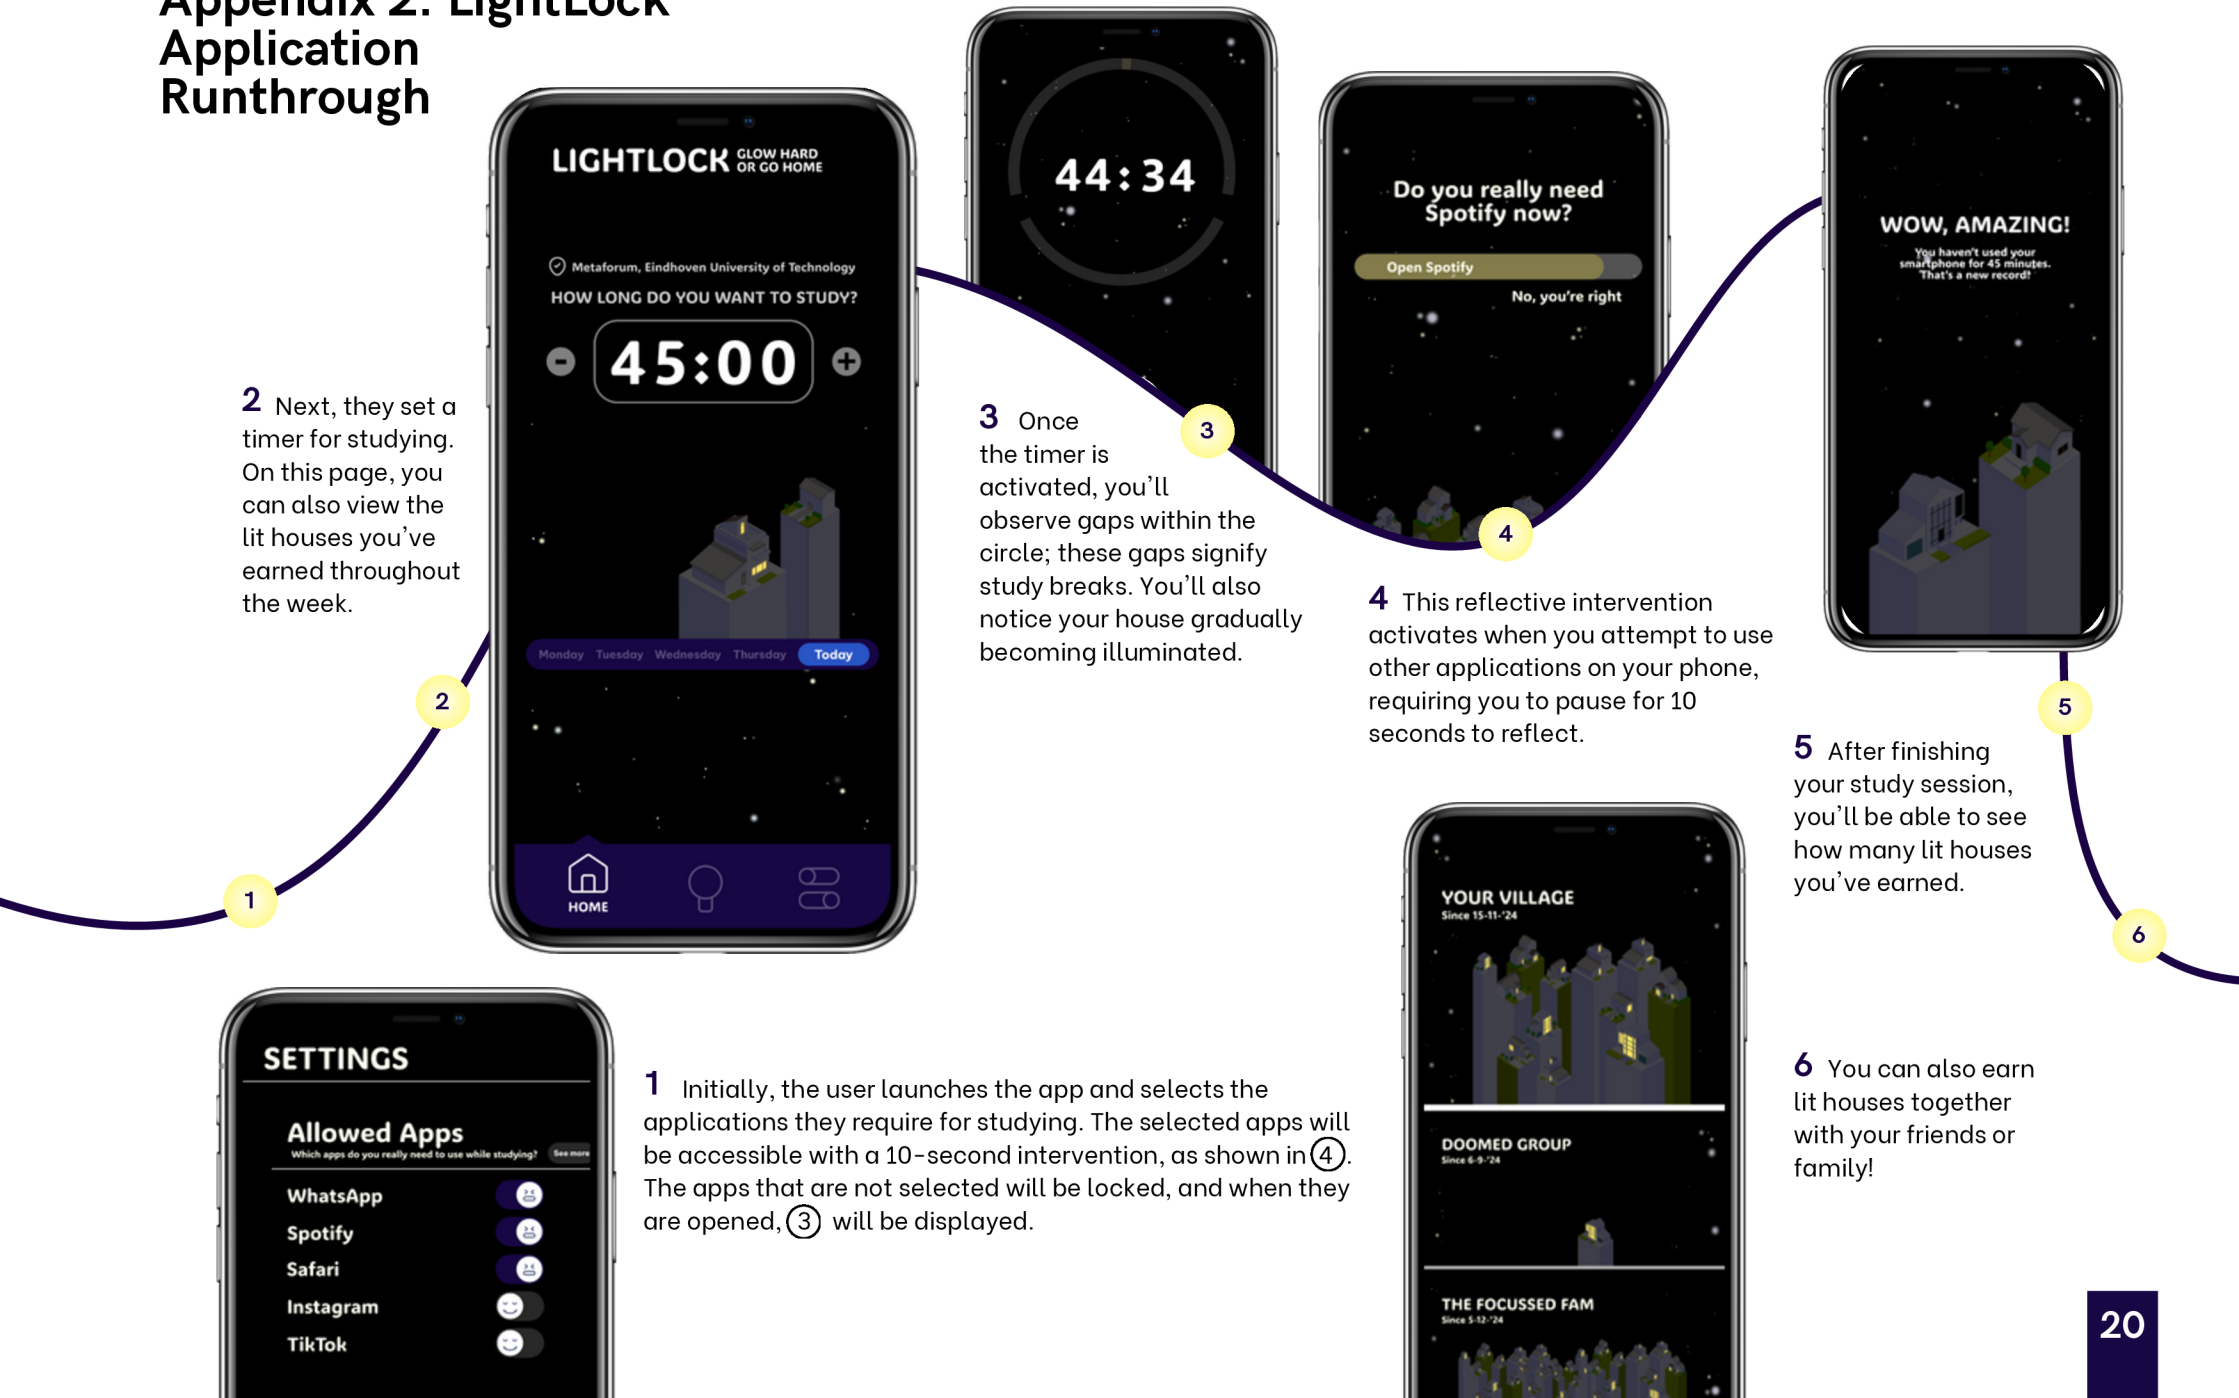 Appendix 2. LightLock
Application
Runthrough
LIGHTLOCK GLOW HARD
OR GO HOME
Metaforum, Eindhoven University of Technology
HOW LONG DO YOU WANT TO STUDY?
- 45:00 +
Monday Tuesday Wednesday Thursday Today
HOME
2 Next, they set a
timer for studying.
On this page, you
can also view the
lit houses you've
earned throughout
the week.
1
2
44:34
3 Once
the timer is
activated, you'll
observe gaps within the
circle; these gaps signify
study breaks. You'll also
notice your house gradually
becoming illuminated.
3
Do you really need
Spotify now?
Open Spotify
No, you're right
4
4 This reflective intervention
activates when you attempt to use
other applications on your phone,
requiring you to pause for 10
seconds to reflect.
WOW, AMAZING!
You haven't used your
smartphone for 45 minutes.
That's a new record!
5
5 After finishing
your study session,
you'll be able to see
how many lit houses
you've earned.
6
SETTINGS
Allowed Apps
Which apps do you really need to use while studying? See more
WhatsApp
Spotify
Safari
Instagram
TikTok
1 Initially, the user launches the app and selects the
applications they require for studying. The selected apps will
be accessible with a 10-second intervention, as shown in 4.
The apps that are not selected will be locked, and when they
are opened, 3 will be displayed.
YOUR VILLAGE
Since 15-11-'24
DOOMED GROUP
Since 6-9-'24
THE FOCUSSED FAM
Since 5-12-'24
6 You can also earn
lit houses together
with your friends or
family!
20